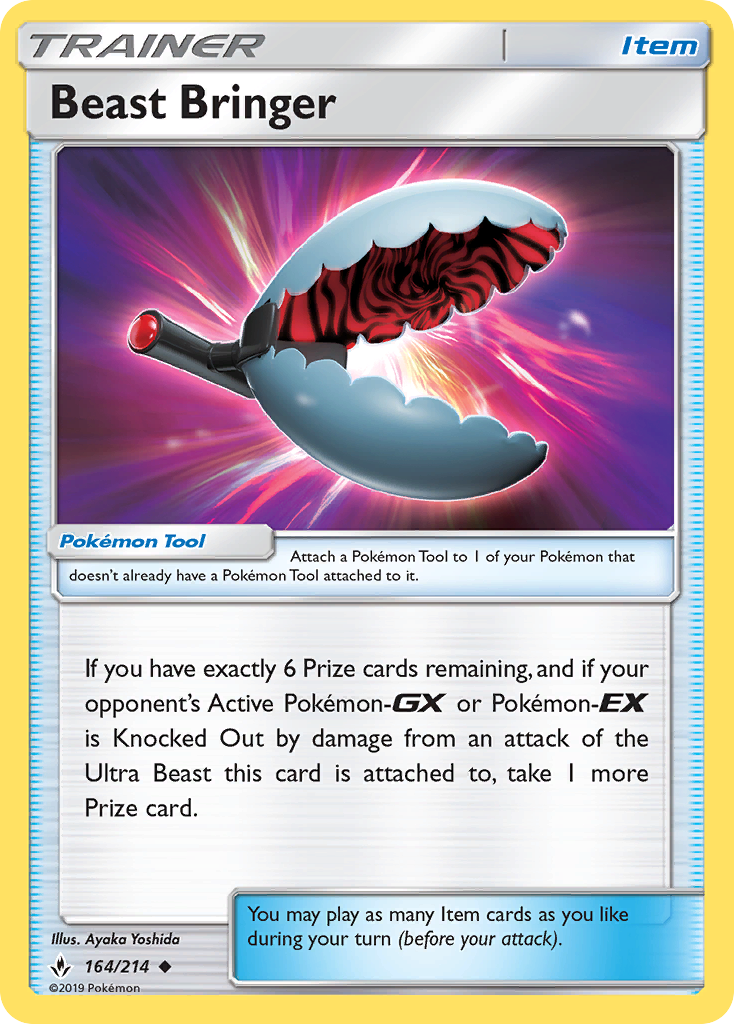 TRAINER
Item
Beast Bringer
Pokémon Tool
Attach a Pokémon Tool to 1 of your Pokémon that
doesn't already have a Pokémon Tool attached to it.
If you have exactly 6 Prize cards remaining, and if your
opponent's Active Pokémon-GX or Pokémon-EX
is Knocked Out by damage from an attack of the
Ultra Beast this card is attached to, take 1 more
Prize card.
You may play as many Item cards as you like
during your turn (before your attack).
Illus. Ayaka Yoshida
164/214 ◆
©2019 Pokémon